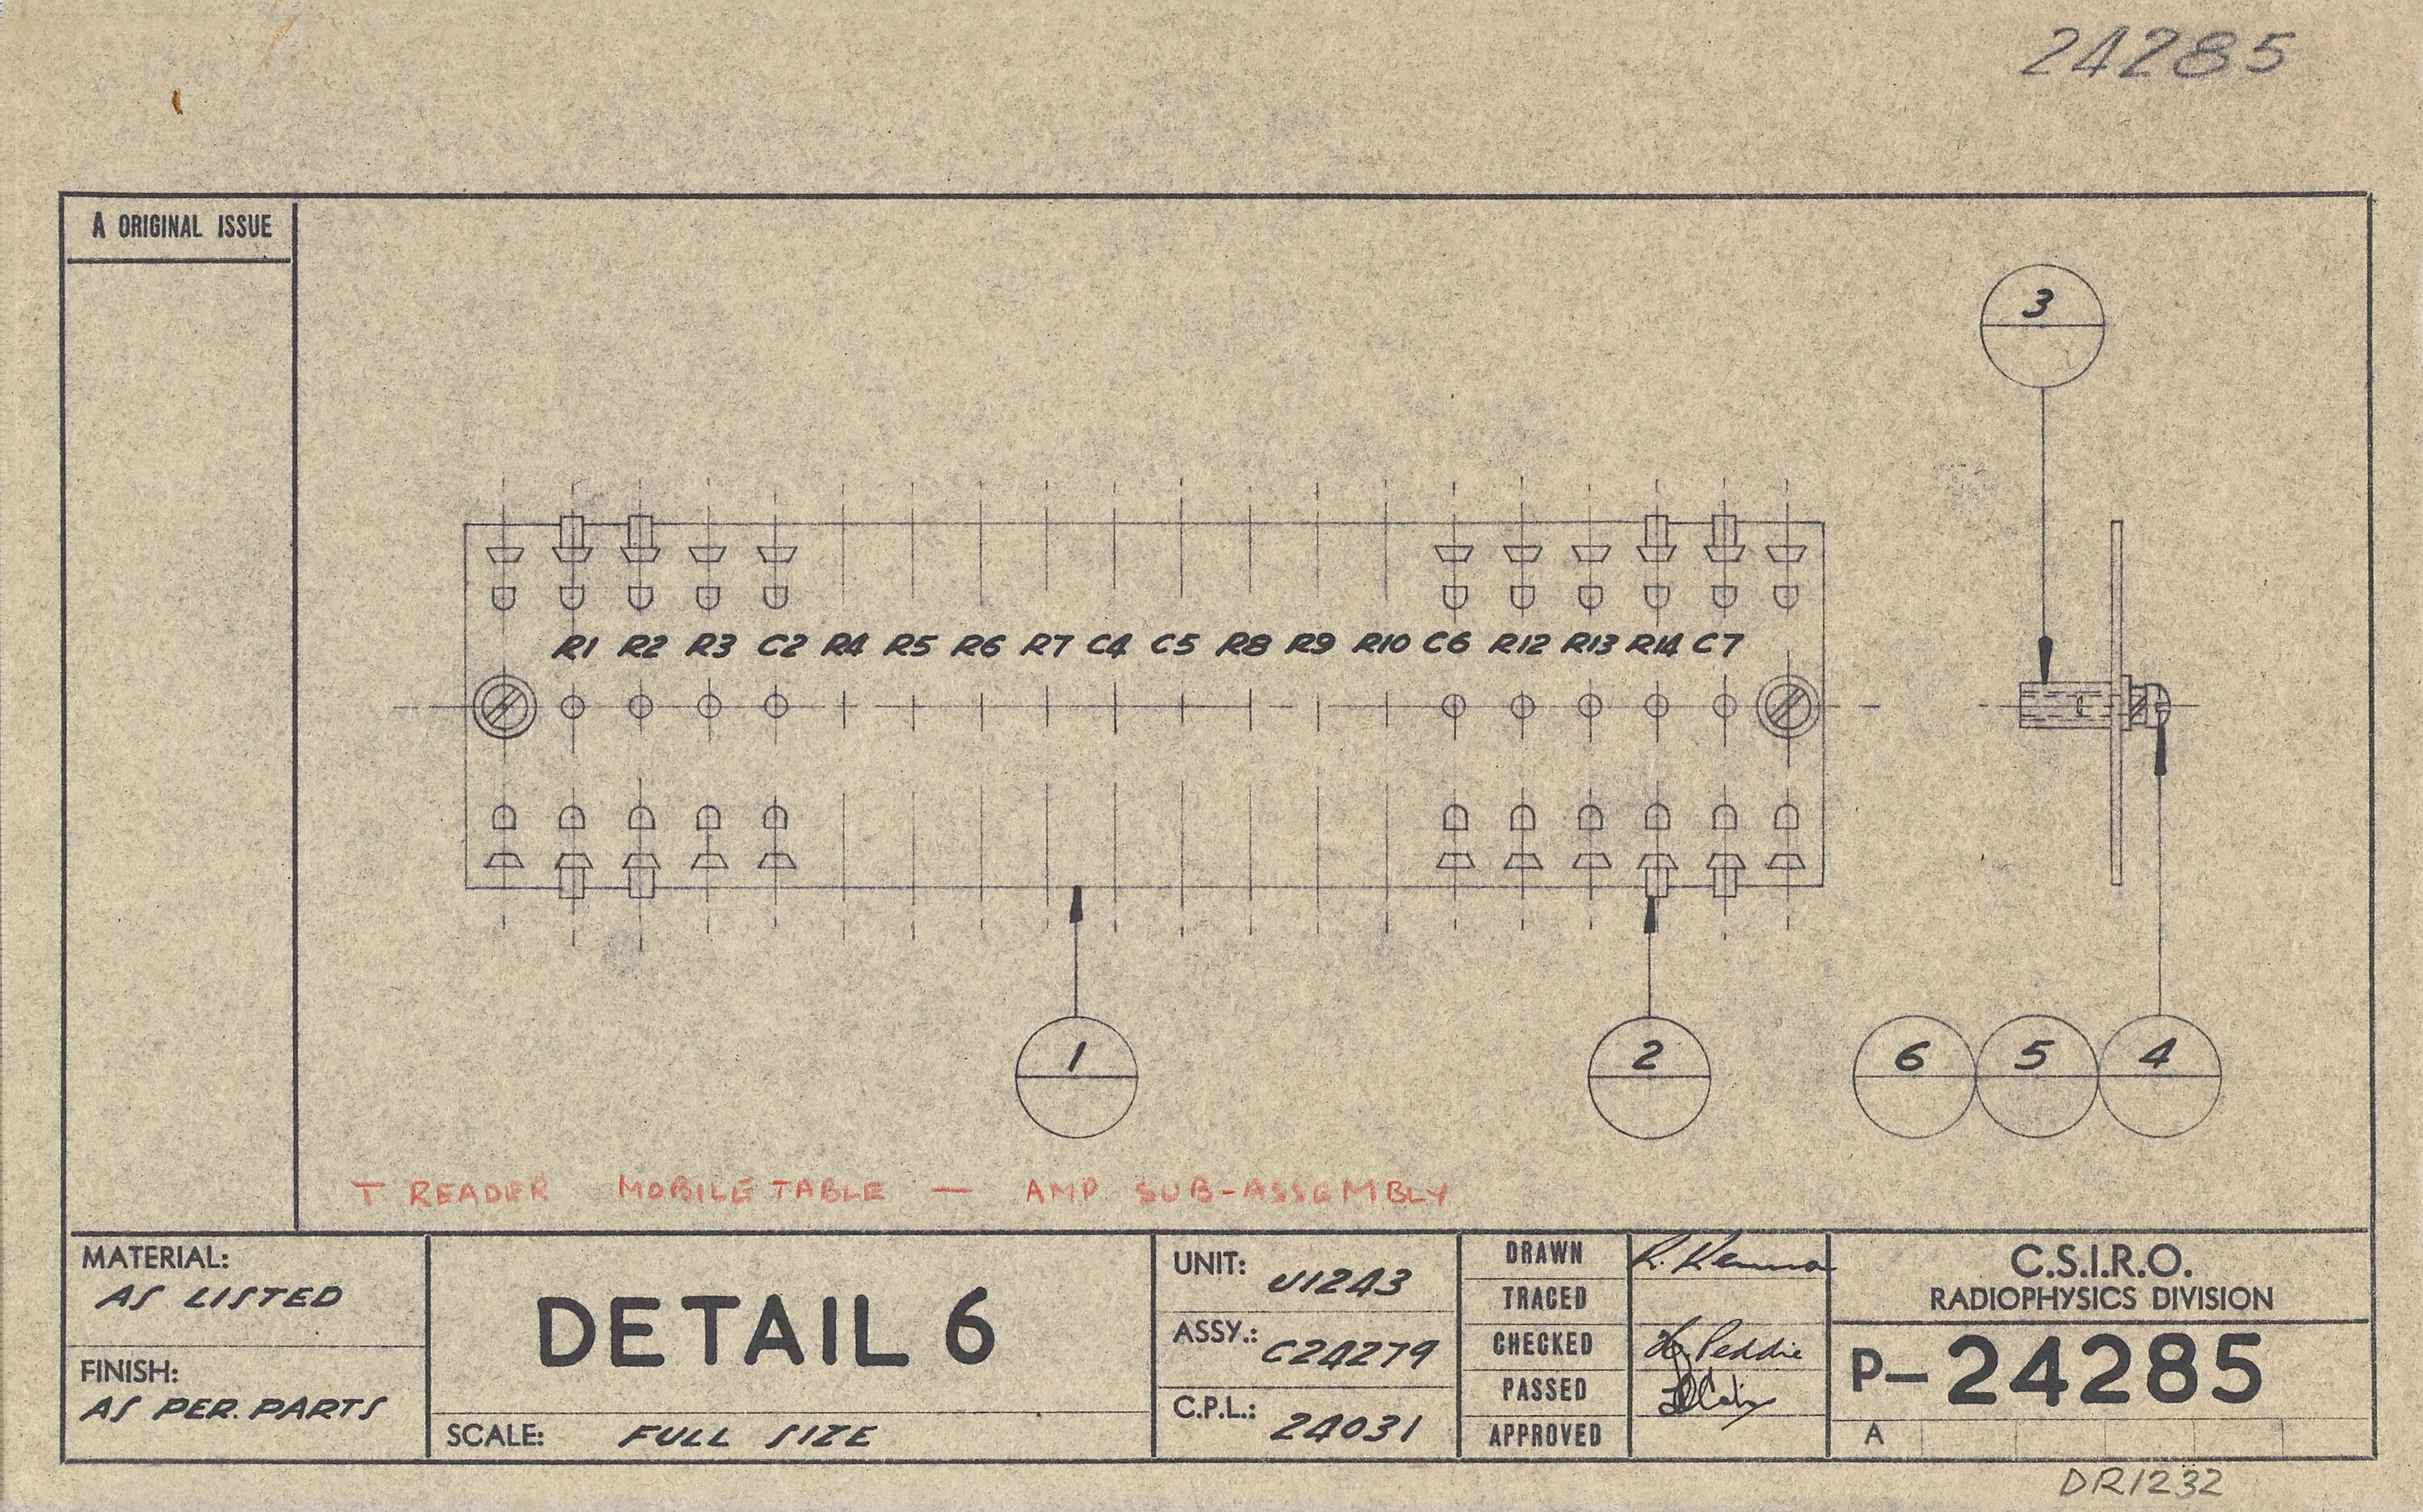 24285
A ORIGINAL ISSUE
3
R1 R2 R3 C2 R4 R5 R6 R7 C4 C5 R8 R9 R10 C6 R12 R13 R14 C7
1
2
6 5 4
T. READER MOBILE TABLE — AMP SUB-ASSEMBLY
MATERIAL:
AS LISTED
FINISH:
AS PER. PARTS
DETAIL 6
SCALE: FULL SIZE
UNIT: U1243
ASSY.: C24279
C.P.L.: 24031
DRAWN
TRACED
CHECKED Peddie
PASSED
APPROVED
C.S.I.R.O.
RADIOPHYSICS DIVISION
P-24285
A
DR1232